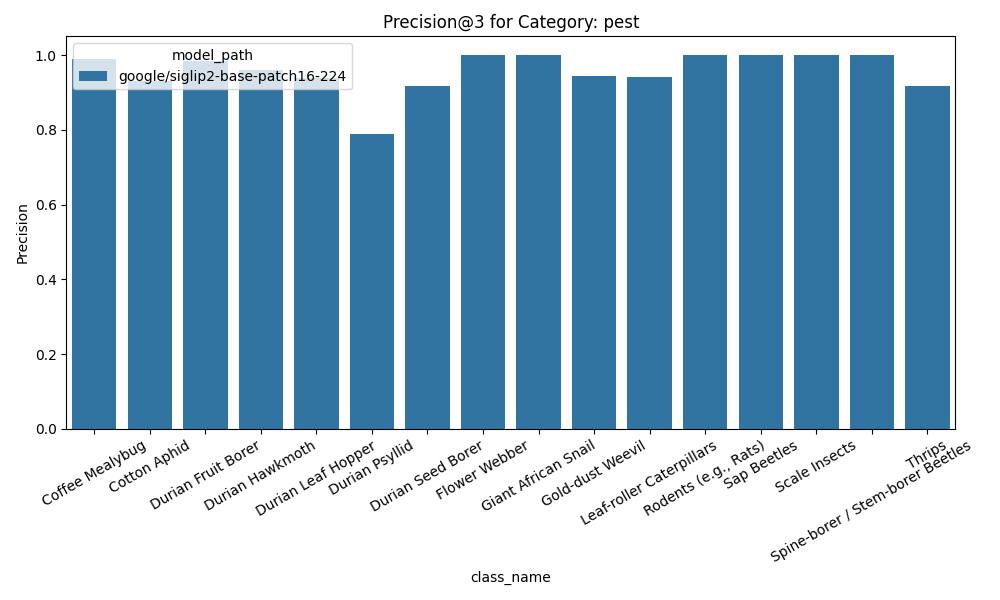 Precision@3 for Category: pest
model_path
google/siglip2-base-patch16-224
Precision
1.0
0.8
0.6
0.4
0.2
0.0
Coffee Mealybug
Cotton Aphid
Durian Fruit Borer
Durian Hawkmoth
Durian Leaf Hopper
Durian Psyllid
Durian Seed Borer
Flower Webber
Giant African Snail
Gold-dust Weevil
Leaf-roller Caterpillars
Rodents (e.g., Rats)
Sap Beetles
Scale Insects
Spine-borer / Stem-borer Beetles
Thrips
class_name